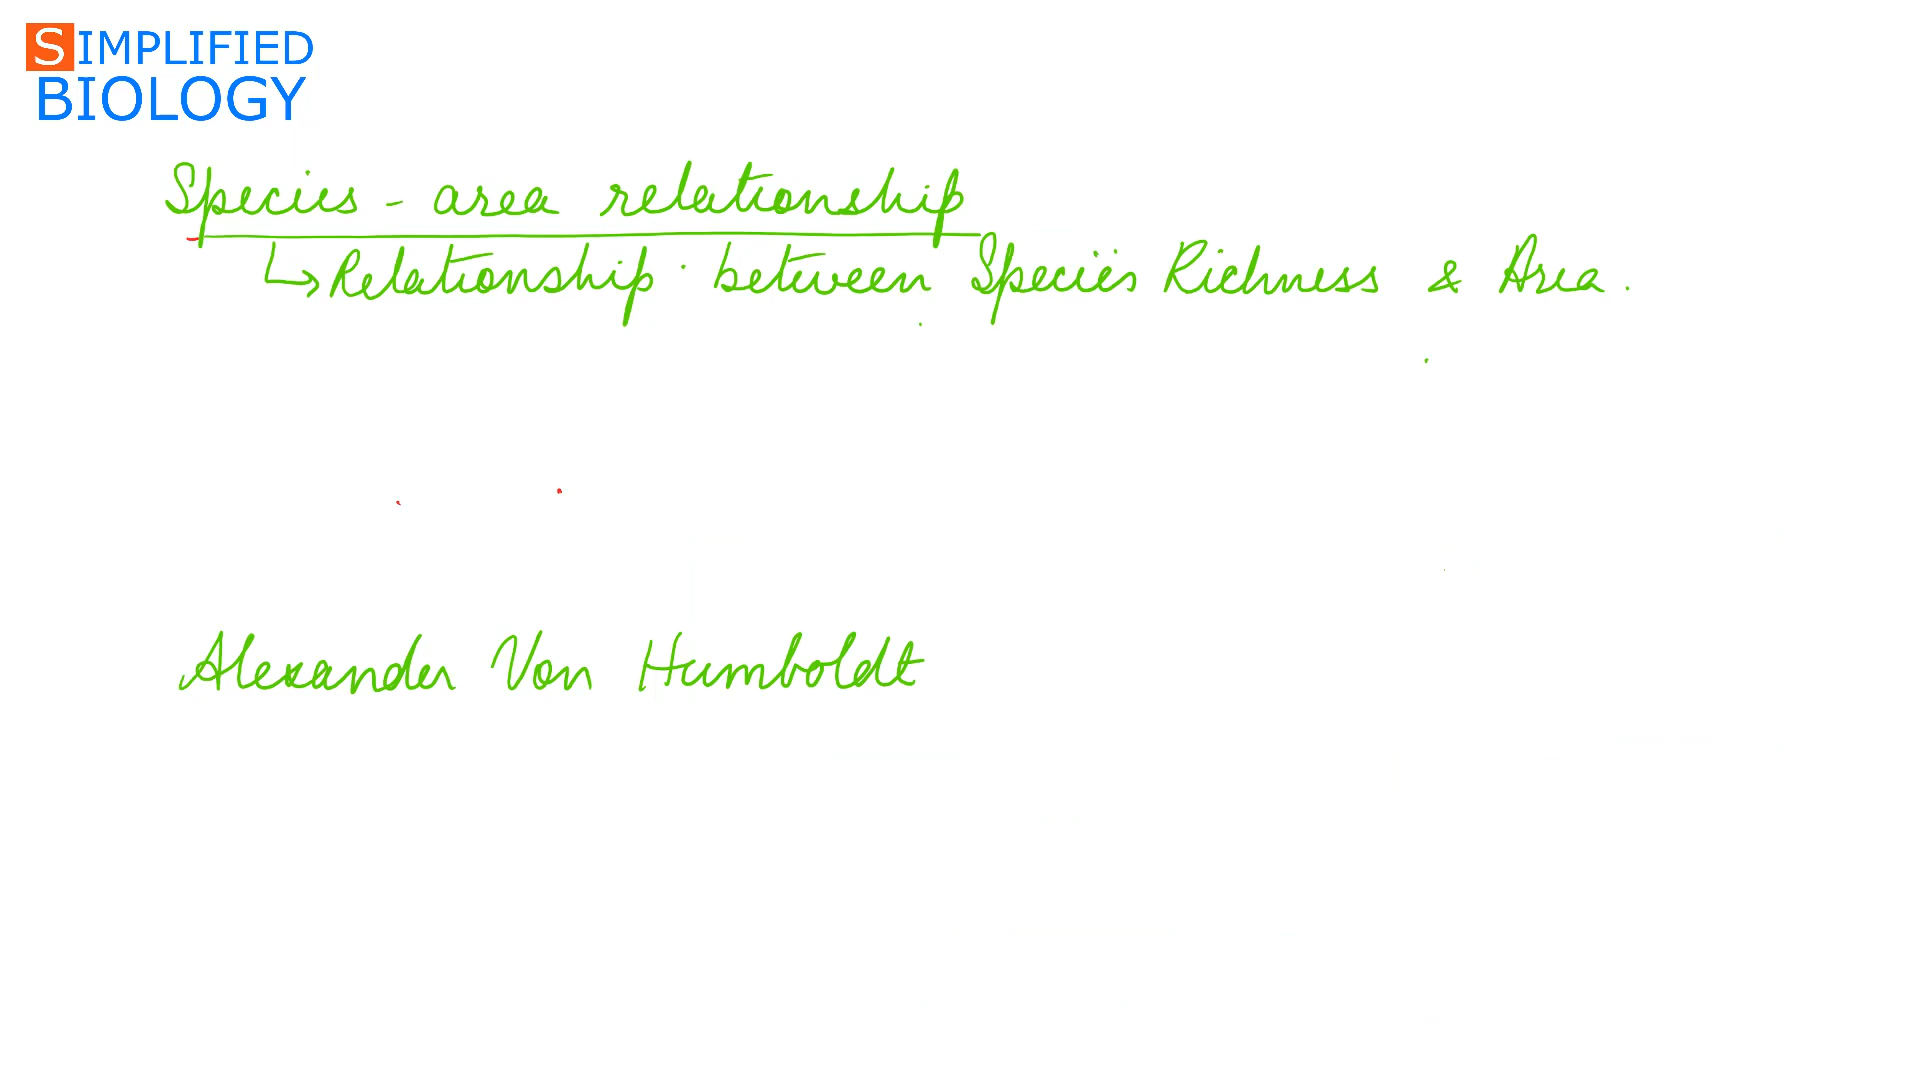 SIMPLIFIED
BIOLOGY
Species - area relationship
↳ Relationship between Species Richness & Area.
Alexander Von Humboldt